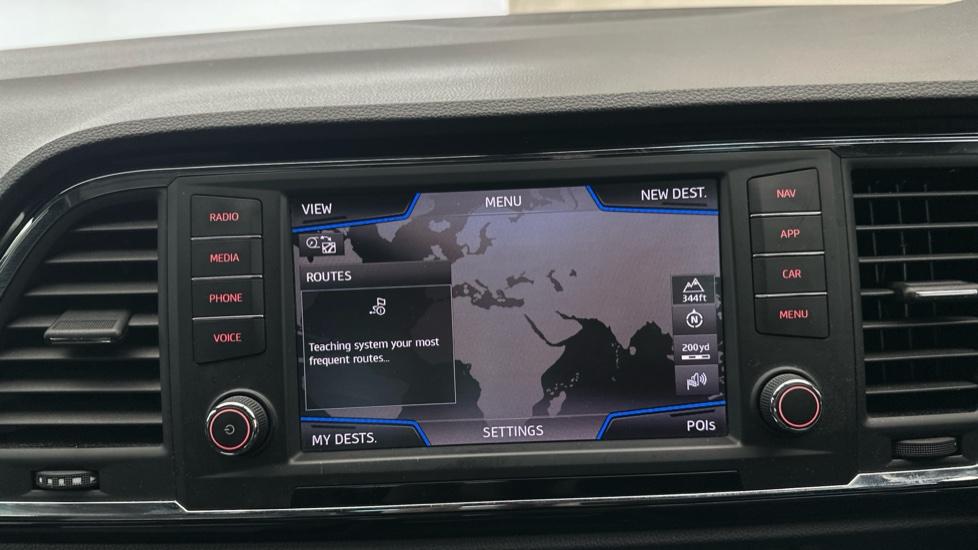 RADIO
MEDIA
PHONE
VOICE
VIEW
MENU
NEW DEST.
ROUTES
Teaching system your most
frequent routes...
344ft
N
200yd
MY DESTS.
SETTINGS
POIs
NAV
APP
CAR
MENU